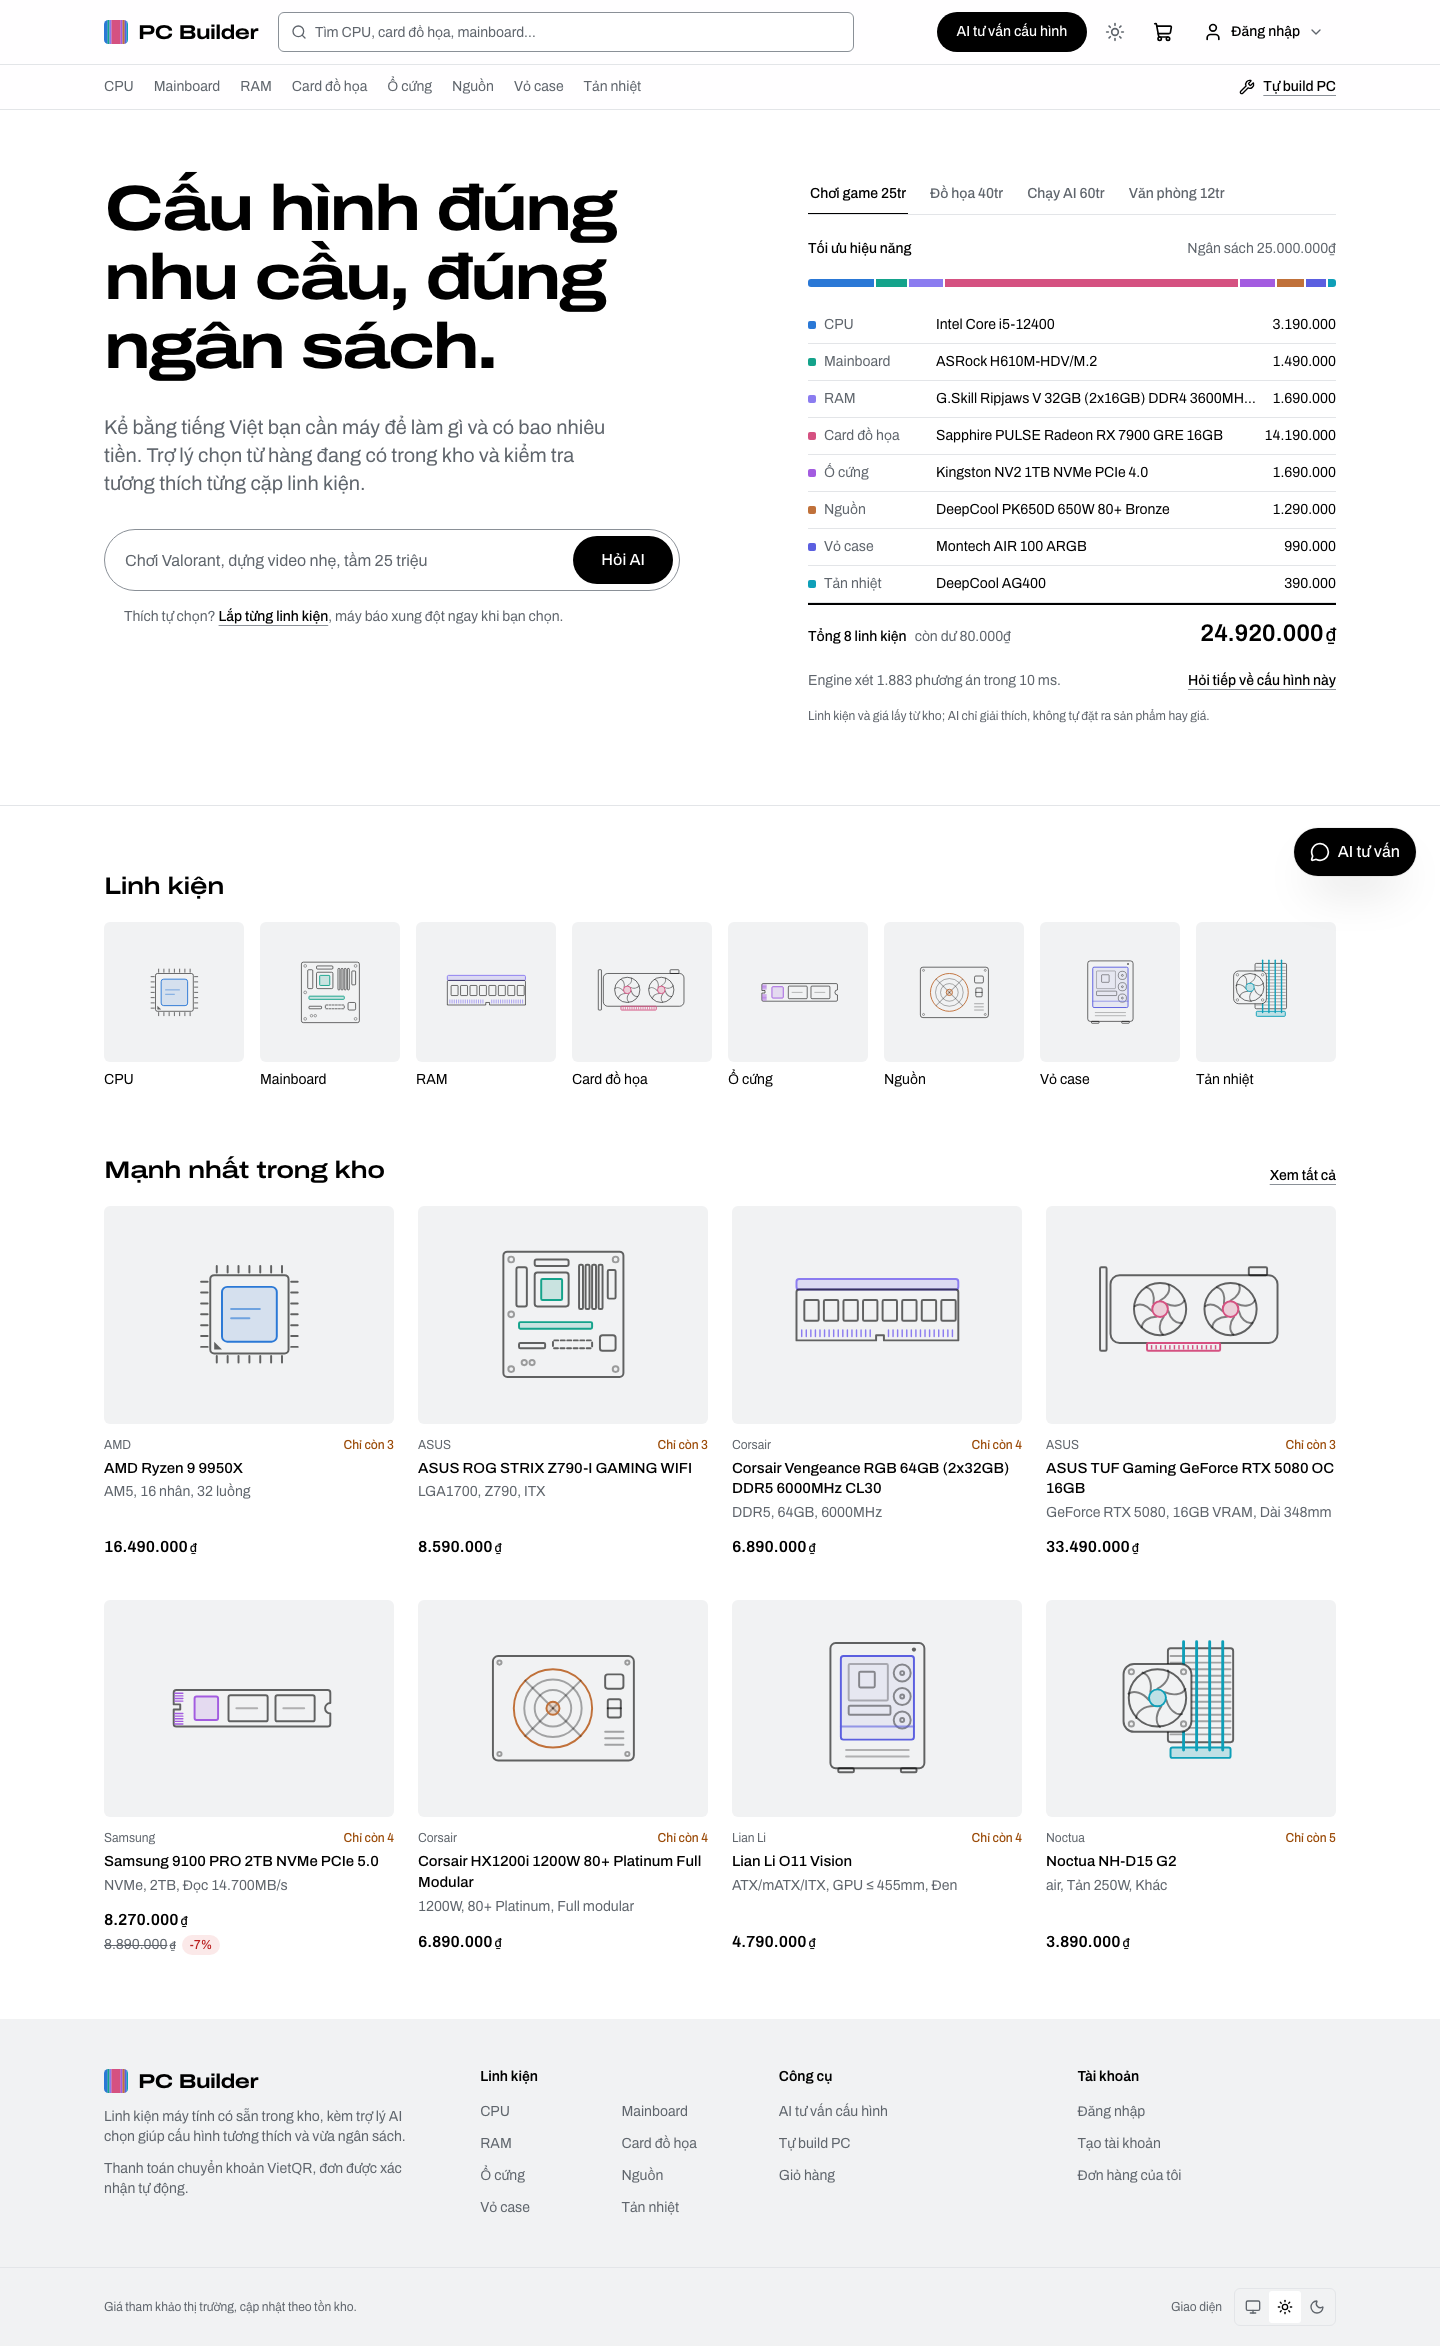 PC Builder
Tìm CPU, card đồ họa, mainboard...
AI tư vấn cấu hình
Đăng nhập
CPU
Mainboard
RAM
Card đồ họa
Ổ cứng
Nguồn
Vỏ case
Tản nhiệt
Tự build PC
Cấu hình đúng
nhu cầu, đúng
ngân sách.
Kể bằng tiếng Việt bạn cần máy để làm gì và có bao nhiêu
tiền. Trợ lý chọn từ hàng đang có trong kho và kiểm tra
tương thích từng cặp linh kiện.
Chơi Valorant, dựng video nhẹ, tầm 25 triệu
Hỏi AI
Thích tự chọn? Lắp từng linh kiện, máy báo xung đột ngay khi bạn chọn.
Chơi game 25tr
Đồ họa 40tr
Chạy AI 60tr
Văn phòng 12tr
Tối ưu hiệu năng
Ngân sách 25.000.000₫
CPU Intel Core i5-12400 3.190.000
Mainboard ASRock H610M-HDV/M.2 1.490.000
RAM G.Skill Ripjaws V 32GB (2x16GB) DDR4 3600MH... 1.690.000
Card đồ họa Sapphire PULSE Radeon RX 7900 GRE 16GB 14.190.000
Ổ cứng Kingston NV2 1TB NVMe PCIe 4.0 1.690.000
Nguồn DeepCool PK650D 650W 80+ Bronze 1.290.000
Vỏ case Montech AIR 100 ARGB 990.000
Tản nhiệt DeepCool AG400 390.000
Tổng 8 linh kiện còn dư 80.000₫ 24.920.000₫
Engine xét 1.883 phương án trong 10 ms.
Hỏi tiếp về cấu hình này
Linh kiện và giá lấy từ kho; AI chỉ giải thích, không tự đặt ra sản phẩm hay giá.
AI tư vấn
Linh kiện
CPU
Mainboard
RAM
Card đồ họa
Ổ cứng
Nguồn
Vỏ case
Tản nhiệt
Mạnh nhất trong kho
Xem tất cả
AMD
Chỉ còn 3
AMD Ryzen 9 9950X
AM5, 16 nhân, 32 luồng
16.490.000₫
ASUS
Chỉ còn 3
ASUS ROG STRIX Z790-I GAMING WIFI
LGA1700, Z790, ITX
8.590.000₫
Corsair
Chỉ còn 4
Corsair Vengeance RGB 64GB (2x32GB)
DDR5 6000MHz CL30
DDR5, 64GB, 6000MHz
6.890.000₫
ASUS
Chỉ còn 3
ASUS TUF Gaming GeForce RTX 5080 OC
16GB
GeForce RTX 5080, 16GB VRAM, Dài 348mm
33.490.000₫
Samsung
Chỉ còn 4
Samsung 9100 PRO 2TB NVMe PCIe 5.0
NVMe, 2TB, Đọc 14.700MB/s
8.270.000₫
8.890.000₫ -7%
Corsair
Chỉ còn 4
Corsair HX1200i 1200W 80+ Platinum Full
Modular
1200W, 80+ Platinum, Full modular
6.890.000₫
Lian Li
Chỉ còn 4
Lian Li O11 Vision
ATX/mATX/ITX, GPU ≤ 455mm, Đen
4.790.000₫
Noctua
Chỉ còn 5
Noctua NH-D15 G2
air, Tản 250W, Khác
3.890.000₫
PC Builder
Linh kiện máy tính có sẵn trong kho, kèm trợ lý AI
chọn giúp cấu hình tương thích và vừa ngân sách.
Thanh toán chuyển khoản VietQR, đơn được xác
nhận tự động.
Linh kiện
CPU
Mainboard
RAM
Card đồ họa
Ổ cứng
Nguồn
Vỏ case
Tản nhiệt
Công cụ
AI tư vấn cấu hình
Tự build PC
Giỏ hàng
Tài khoản
Đăng nhập
Tạo tài khoản
Đơn hàng của tôi
Giá tham khảo thị trường, cập nhật theo tồn kho.
Giao diện